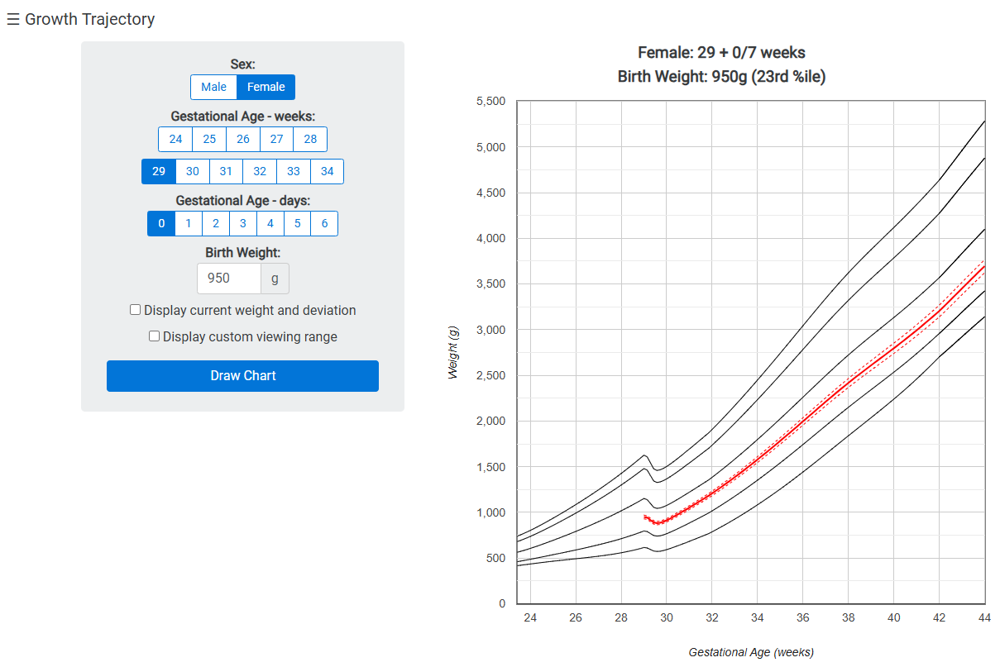 ☰ Growth Trajectory
Sex:
Male Female
Gestational Age - weeks:
24 25 26 27 28
29 30 31 32 33 34
Gestational Age - days:
0 1 2 3 4 5 6
Birth Weight:
950 g
Display current weight and deviation
Display custom viewing range
Draw Chart
Female: 29 + 0/7 weeks
Birth Weight: 950g (23rd %ile)
Weight (g)
5,500
5,000
4,500
4,000
3,500
3,000
2,500
2,000
1,500
1,000
500
0
24 26 28 30 32 34 36 38 40 42 44
Gestational Age (weeks)